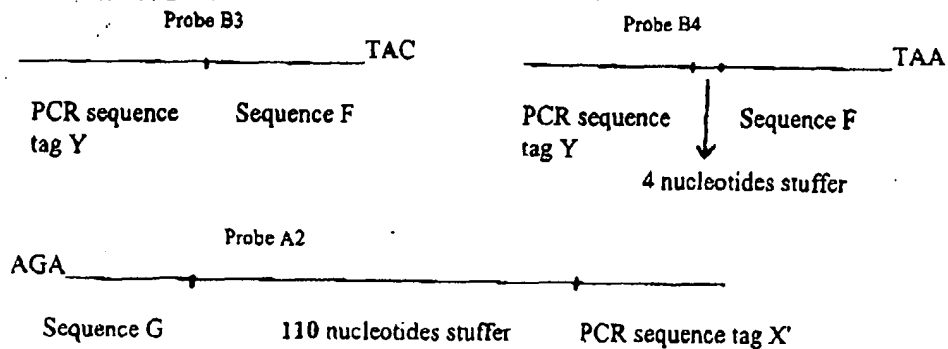 Probe B3
Probe B4
TAC
TAA
PCR sequence
tag Y
Sequence F
PCR sequence
tag Y
Sequence F
4 nucleotides stuffer
Probe A2
AGA
Sequence G
110 nucleotides stuffer
PCR sequence tag X'